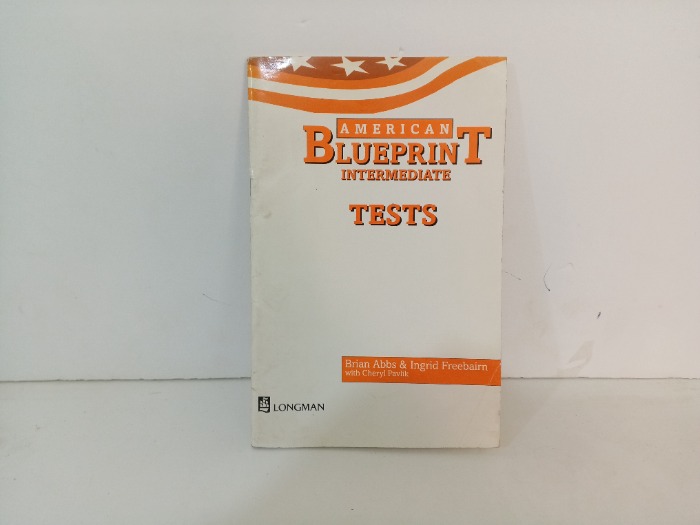 AMERICAN
BLUEPRINT
INTERMEDIATE
TESTS
Brian Abbs & Ingrid Freebairn
with Cheryl Pavlik
LONGMAN